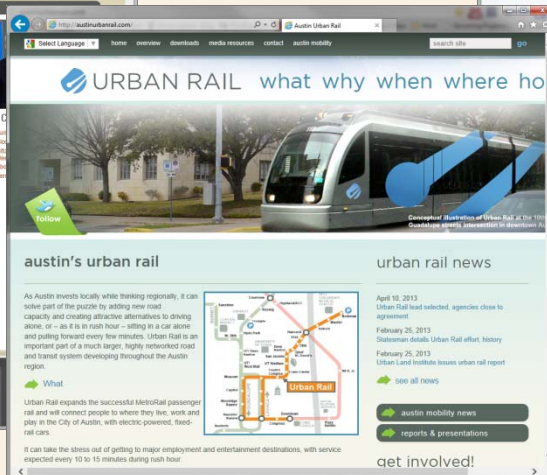 http://austinurbanrail.com/
Austin Urban Rail
Select Language
home overview downloads media resources contact austin mobility
search site
go
URBAN RAIL what why when where ho
follow
Conceptual illustration of Urban Rail at the 10th
Guadalupe streets intersection in downtown
austin's urban rail
As Austin invests locally while thinking regionally, it can
solve part of the puzzle by adding new road
capacity and creating attractive alternatives to driving
alone, or – as it is in rush hour – sitting in a car alone
and pulling forward every few minutes. Urban Rail is an
important part of a much larger, highly networked road
and transit system developing throughout the Austin
region.
What
Urban Rail expands the successful MetroRail passenger
rail and will connect people to where they live, work and
play in the City of Austin, with electric-powered, fixed-
rail cars.
It can take the stress out of getting to major employment and entertainment destinations, with service
expected every 10 to 15 minutes during rush hour.
Urban Rail
urban rail news
April 10, 2013
Urban Rail lead selected, agencies close to
agreement
February 26, 2013
Statesman details Urban Rail effort, history
February 25, 2013
Urban Land Institute issues urban rail report
see all news
austin mobility news
reports & presentations
get involved!